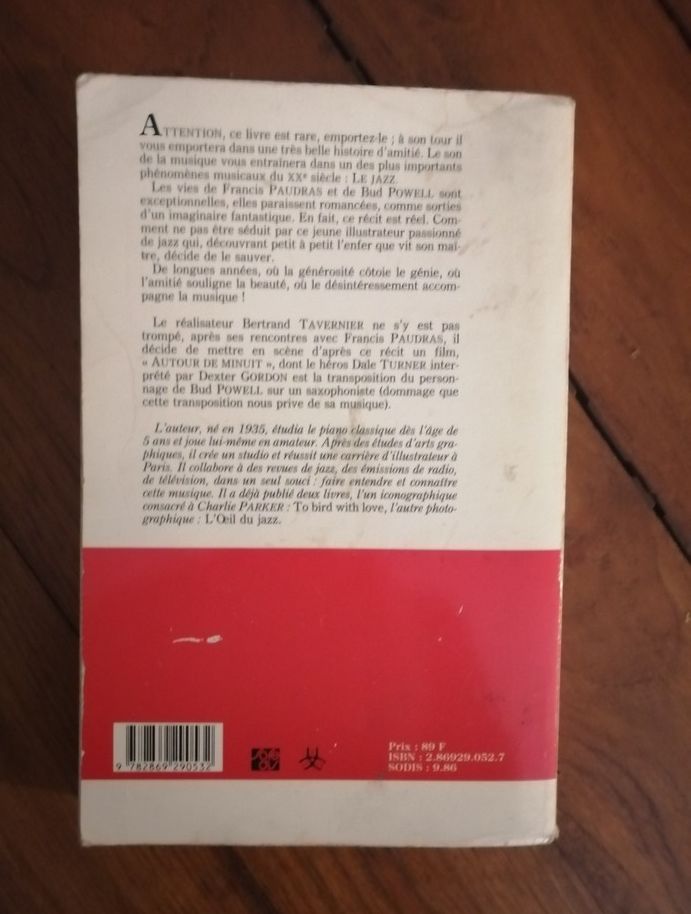 ATTENTION, ce livre est rare, emportez-le ; à son tour il
vous emportera dans une très belle histoire d'amitié. Le son
de la musique vous entraînera dans un des plus importants
phénomènes musicaux du XXe siècle : LE JAZZ.
Les vies de Francis PAUDRAS et de Bud POWELL sont
exceptionnelles, elles paraissent romancées, comme sorties
d'un imaginaire fantastique. En fait, ce récit est réel. Com-
ment ne pas être séduit par ce jeune illustrateur passionné
de jazz qui, découvrant petit à petit l'enfer que vit son maî-
tre, décide de le sauver.
De longues années, où la générosité côtoie le génie, où
l'amitié souligne la beauté, où le désintéressement accom-
pagne la musique !
Le réalisateur Bertrand TAVERNIER ne s'y est pas
trompé, après ses rencontres avec Francis PAUDRAS, il
décide de mettre en scène d'après ce récit un film,
« AUTOUR DE MINUIT », dont le héros Dale TURNER inter-
prété par Dexter GORDON est la transposition du person-
nage de Bud POWELL sur un saxophoniste (dommage que
cette transposition nous prive de sa musique).
L'auteur, né en 1935, étudia le piano classique dès l'âge de
5 ans et joue lui-même en amateur. Après des études d'arts gra-
phiques, il crée un studio et réussit une carrière d'illustrateur à
Paris. Il collabore à des revues de jazz, des émissions de radio,
de télévision, dans un seul souci : faire entendre et connaître
cette musique. Il a déjà publié deux livres, l'un iconographique
consacré à Charlie PARKER : To bird with love, l'autre photo-
graphique : L'Œil du jazz.
Prix : 89 F
ISBN : 2.86929.052.7
SODIS : 9.86
9 782869 290532